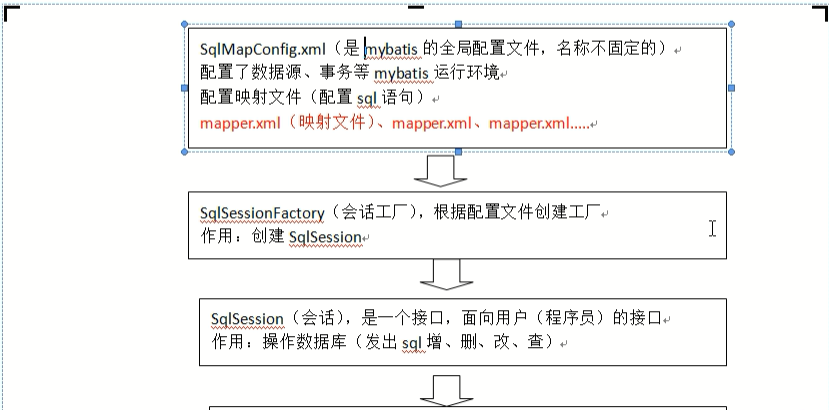 SqlMapConfig.xml（是 mybatis 的全局配置文件，名称不固定的）
配置了数据源、事务等 mybatis 运行环境
配置映射文件（配置 sql 语句）
mapper.xml（映射文件）、mapper.xml、mapper.xml.....
SqlSessionFactory（会话工厂），根据配置文件创建工厂
作用：创建 SqlSession
SqlSession（会话），是一个接口，面向用户（程序员）的接口
作用：操作数据库（发出 sql 增、删、改、查）